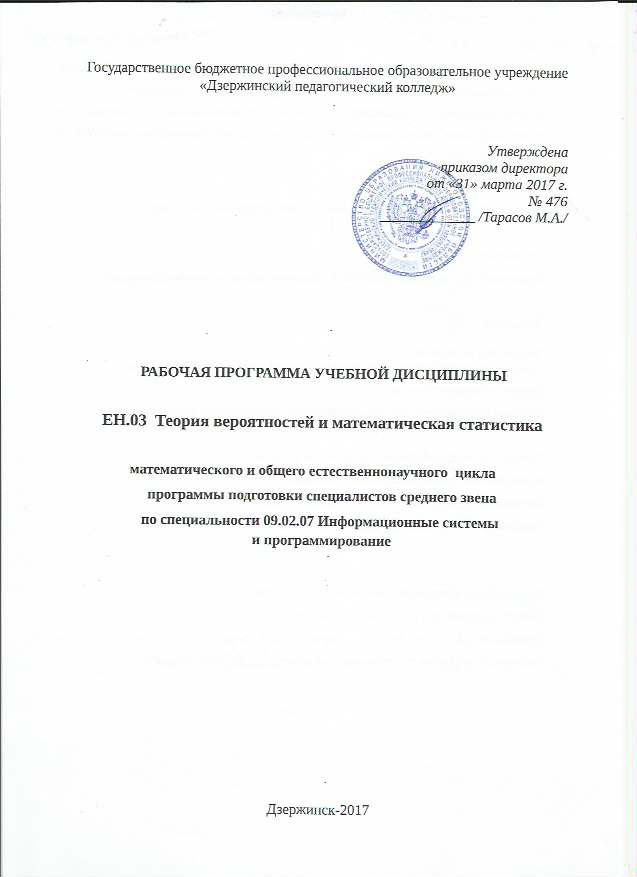 Государственное бюджетное профессиональное образовательное учреждение
«Дзержинский педагогический колледж»
Утверждена
приказом директора
от «31» марта 2017 г.
№ 476
/Тарасов М.А./
РАБОЧАЯ ПРОГРАММА УЧЕБНОЙ ДИСЦИПЛИНЫ
ЕН.03 Теория вероятностей и математическая статистика
математического и общего естественнонаучного цикла
программы подготовки специалистов среднего звена
по специальности 09.02.07 Информационные системы
и программирование
Дзержинск-2017